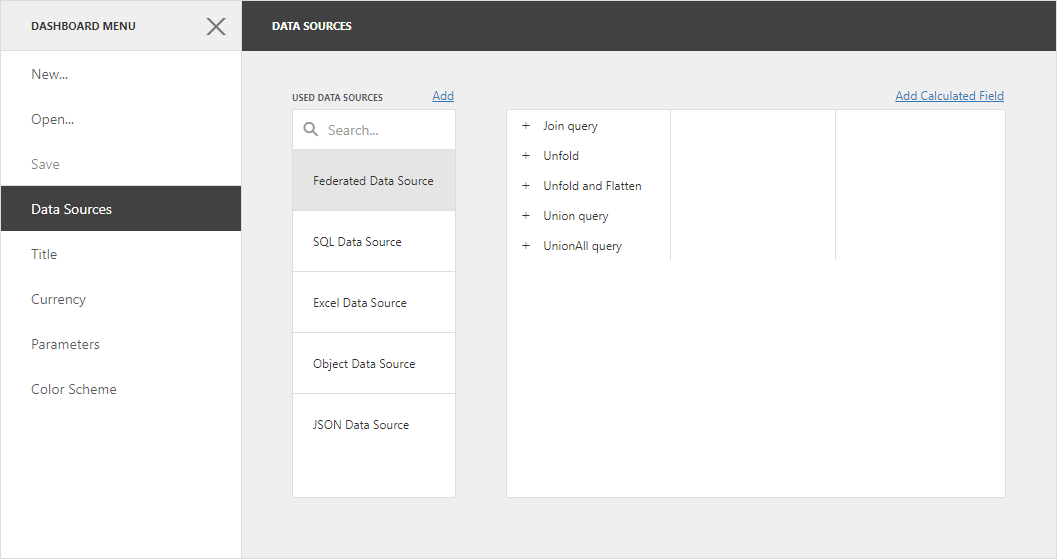 DASHBOARD MENU
New...
Open...
Save
Data Sources
Title
Currency
Parameters
Color Scheme
DATA SOURCES
USED DATA SOURCES
Add
Search...
Federated Data Source
SQL Data Source
Excel Data Source
Object Data Source
JSON Data Source
Add Calculated Field
+ Join query
+ Unfold
+ Unfold and Flatten
+ Union query
+ UnionAll query